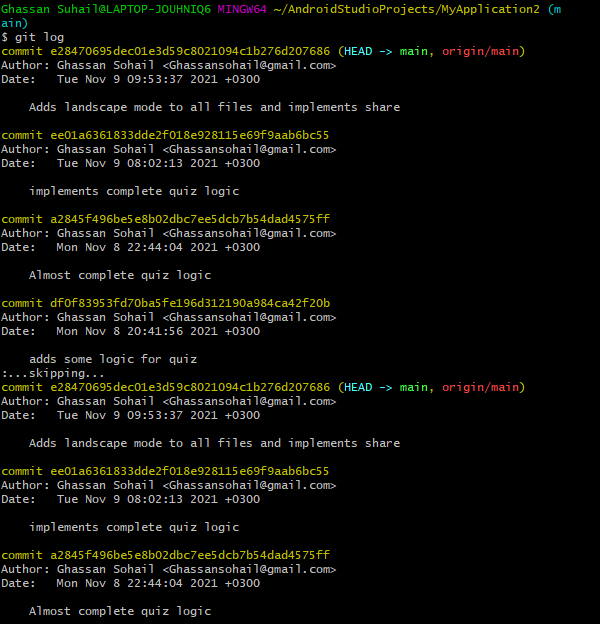 Ghassan Suhail@LAPTOP-JOUHNIQ6 MINGW64 ~/AndroidStudioProjects/MyApplication2 (m
ain)
$ git log
commit e28470695dec01e3d59c8021094c1b276d207686 (HEAD -> main, origin/main)
Author: Ghassan Sohail <Ghassansohail@gmail.com>
Date:   Tue Nov 9 09:53:37 2021 +0300

    Adds landscape mode to all files and implements share

commit ee01a6361833dde2f018e928115e69f9aab6bc55
Author: Ghassan Sohail <Ghassansohail@gmail.com>
Date:   Tue Nov 9 08:02:13 2021 +0300

    implements complete quiz logic

commit a2845f496be5e8b02dbc7ee5dcb7b54dad4575ff
Author: Ghassan Sohail <Ghassansohail@gmail.com>
Date:   Mon Nov 8 22:44:04 2021 +0300

    Almost complete quiz logic

commit df0f83953fd70ba5fe196d312190a984ca42f20b
Author: Ghassan Sohail <Ghassansohail@gmail.com>
Date:   Mon Nov 8 20:41:56 2021 +0300

    adds some logic for quiz
:...skipping...
commit e28470695dec01e3d59c8021094c1b276d207686 (HEAD -> main, origin/main)
Author: Ghassan Sohail <Ghassansohail@gmail.com>
Date:   Tue Nov 9 09:53:37 2021 +0300

    Adds landscape mode to all files and implements share

commit ee01a6361833dde2f018e928115e69f9aab6bc55
Author: Ghassan Sohail <Ghassansohail@gmail.com>
Date:   Tue Nov 9 08:02:13 2021 +0300

    implements complete quiz logic

commit a2845f496be5e8b02dbc7ee5dcb7b54dad4575ff
Author: Ghassan Sohail <Ghassansohail@gmail.com>
Date:   Mon Nov 8 22:44:04 2021 +0300

    Almost complete quiz logic